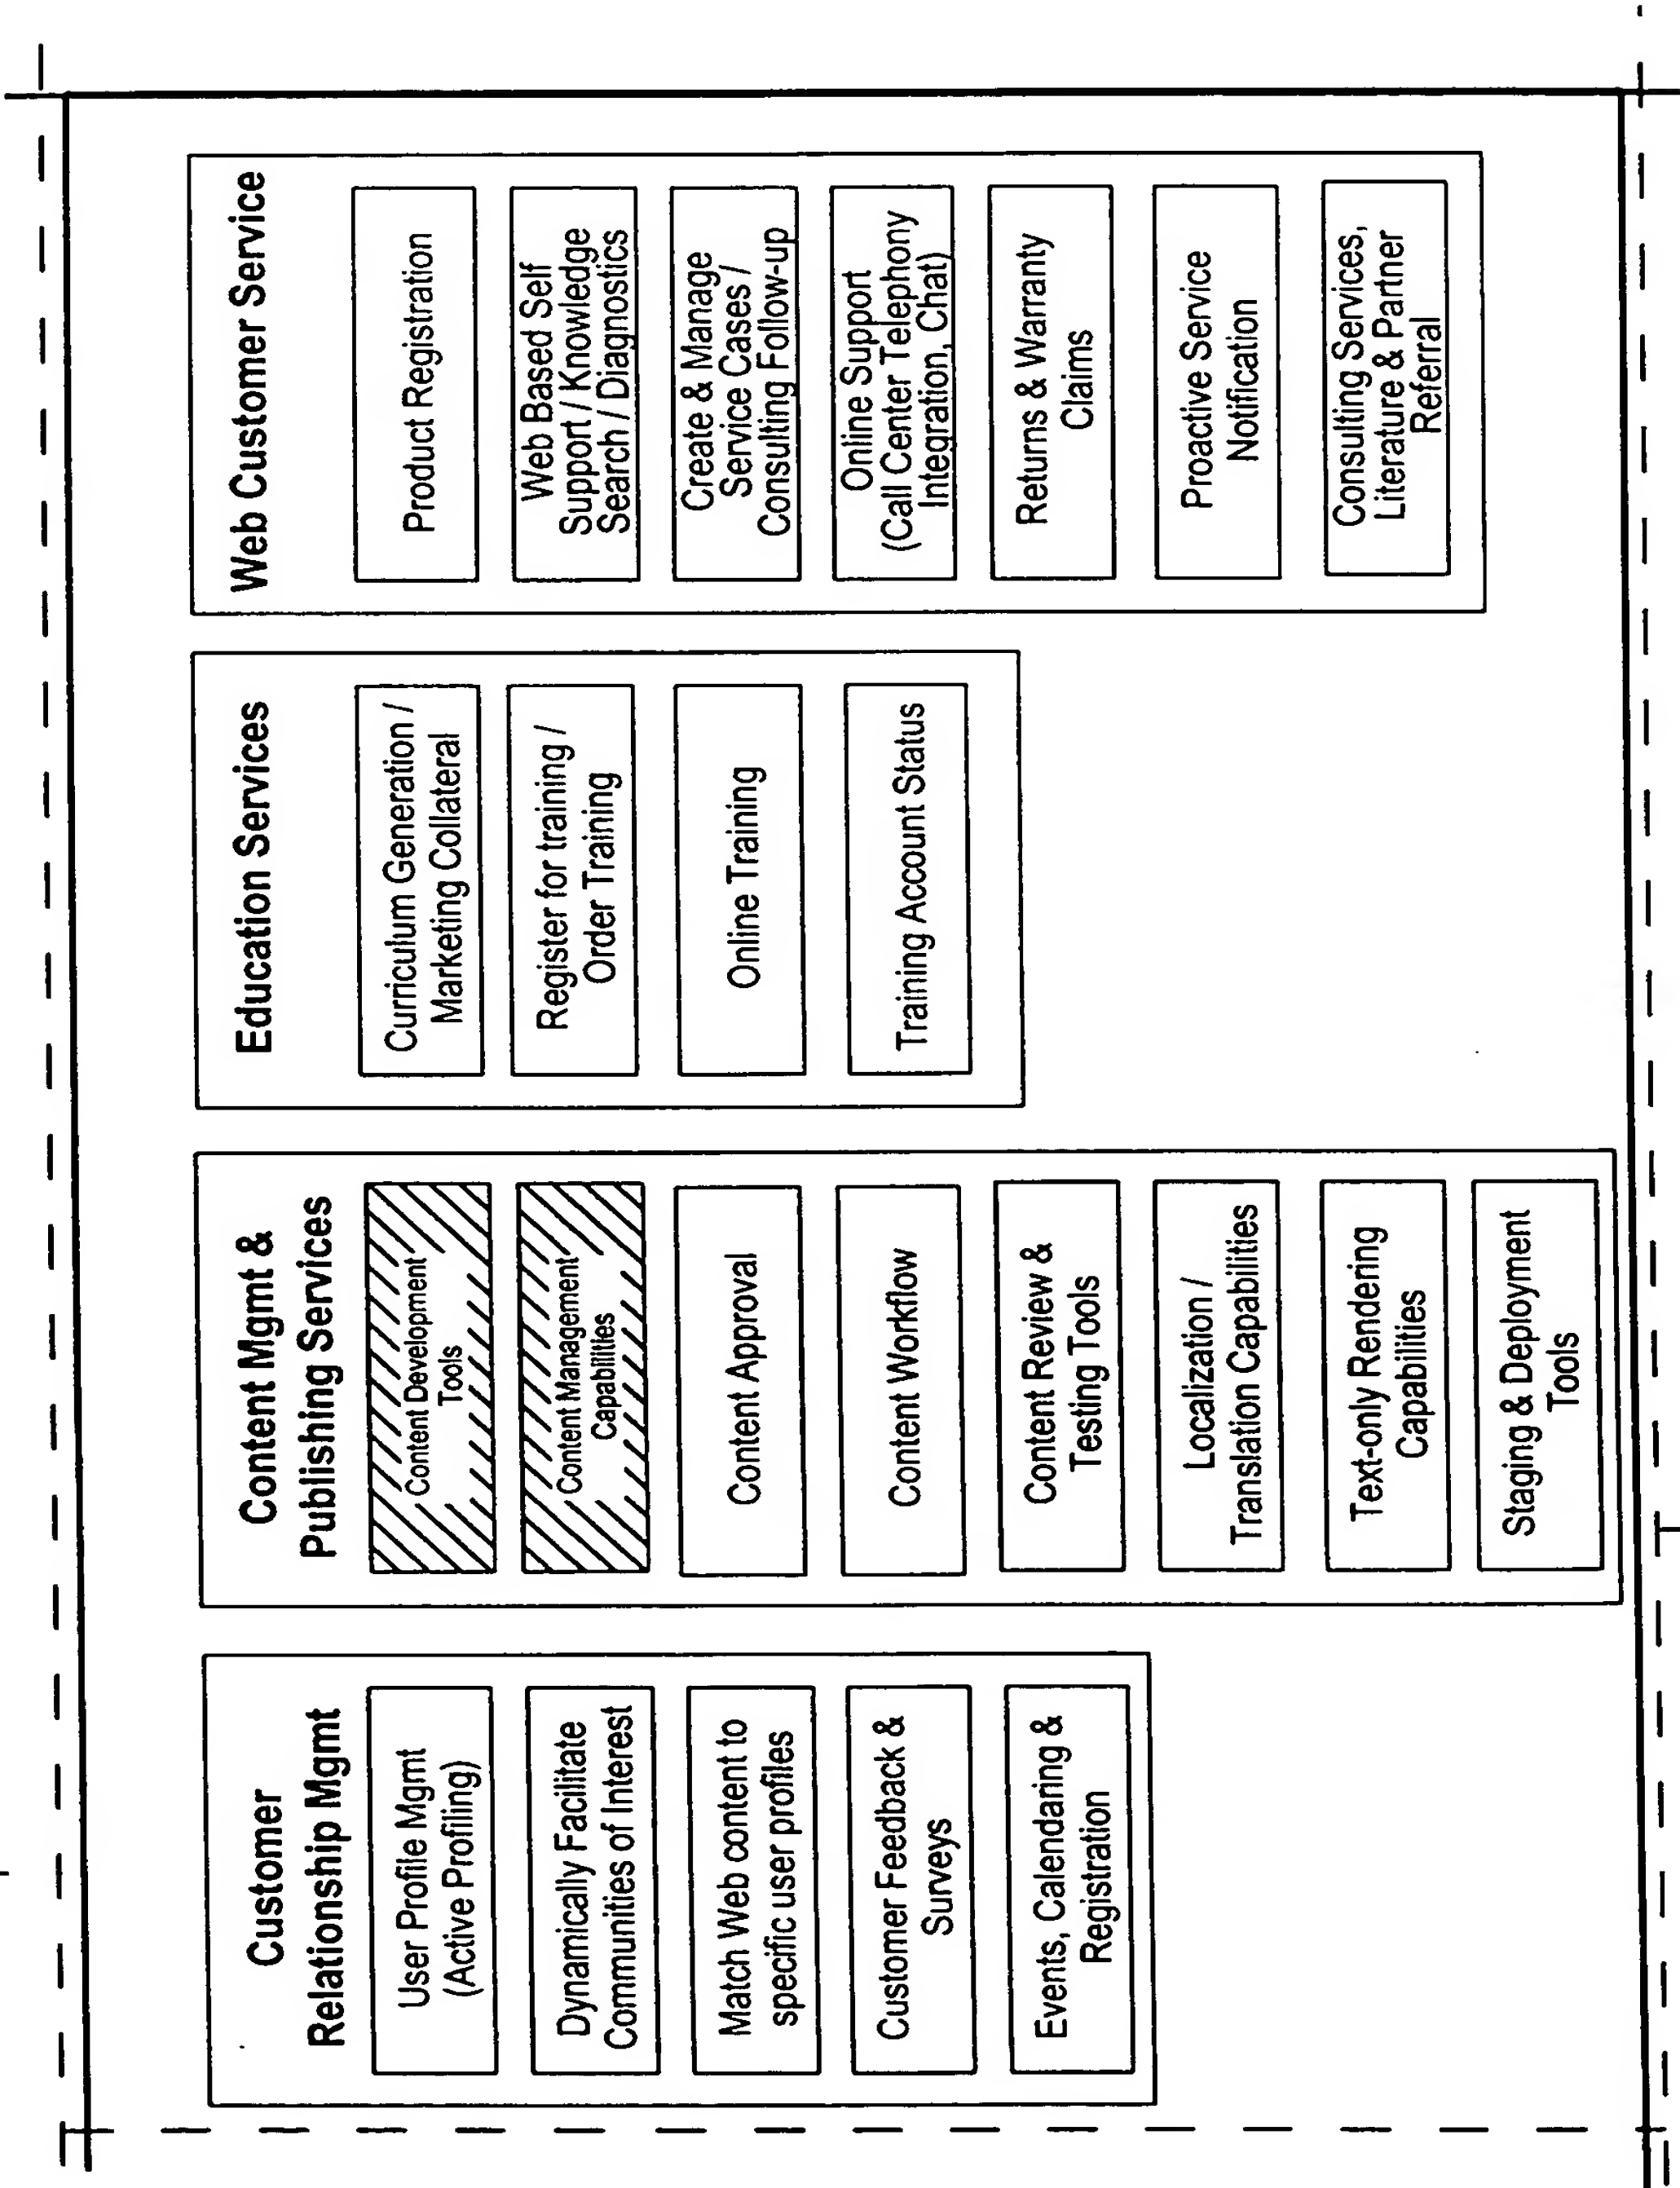 Customer
Relationship Mgmt
User Profile Mgmt
(Active Profiling)
Dynamically Facilitate
Communities of Interest
Match Web content to
specific user profiles
Customer Feedback &
Surveys
Events, Calendaring &
Registration
Content Mgmt &
Publishing Services
Content Development
Tools
Content Management
Capabilities
Content Approval
Content Workflow
Content Review &
Testing Tools
Localization /
Translation Capabilities
Text-only Rendering
Capabilities
Staging & Deployment
Tools
Education Services
Curriculum Generation /
Marketing Collateral
Register for training /
Order Training
Online Training
Training Account Status
Web Customer Service
Product Registration
Web Based Self
Support / Knowledge
Search / Diagnostics
Create & Manage
Service Cases /
Consulting Follow-up
Online Support
(Call Center Telephony
Integration, Chat)
Returns & Warranty
Claims
Proactive Service
Notification
Consulting Services,
Literature & Partner
Referral